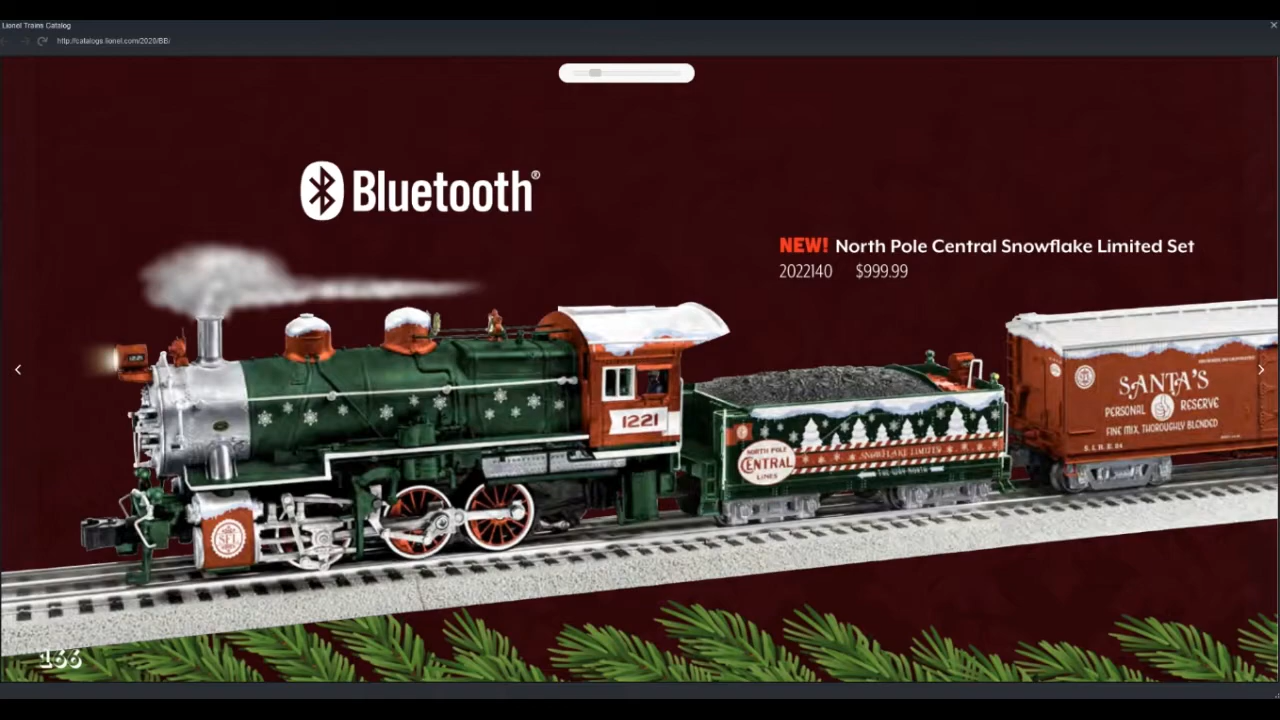 Lionel Trains Catalog
http://catalogs.lionel.com/2020/BB/
Bluetooth®
NEW! North Pole Central Snowflake Limited Set
2022140 $999.99
1221
NORTH POLE
CENTRAL
LINES
SNOWFLAKE LIMITED
SANTA'S
PERSONAL RESERVE
FINE MIX, THOROUGHLY BLENDED
166